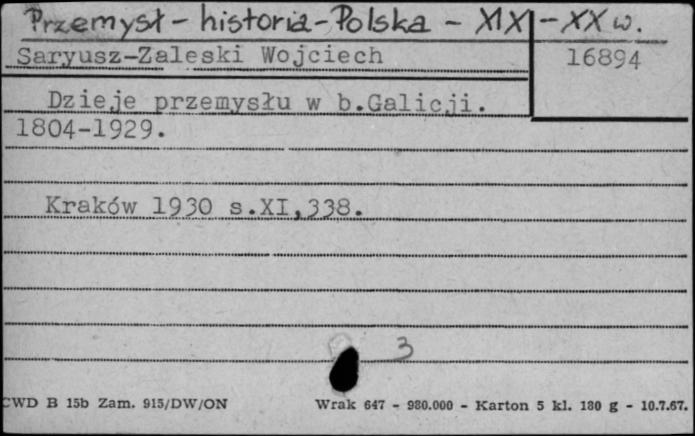 Przemysł - historia - Polska - XIX - XX w.
Saryusz-Zaleski Wojciech
16894
Dzieje przemysłu w b.Galicji.
1804-1929.
Kraków 1930 s.XI,338.
3
CWD B 15b Zam. 915/DW/ON
Wrak 647 - 980.000 - Karton 5 kl. 180 g - 10.7.67.